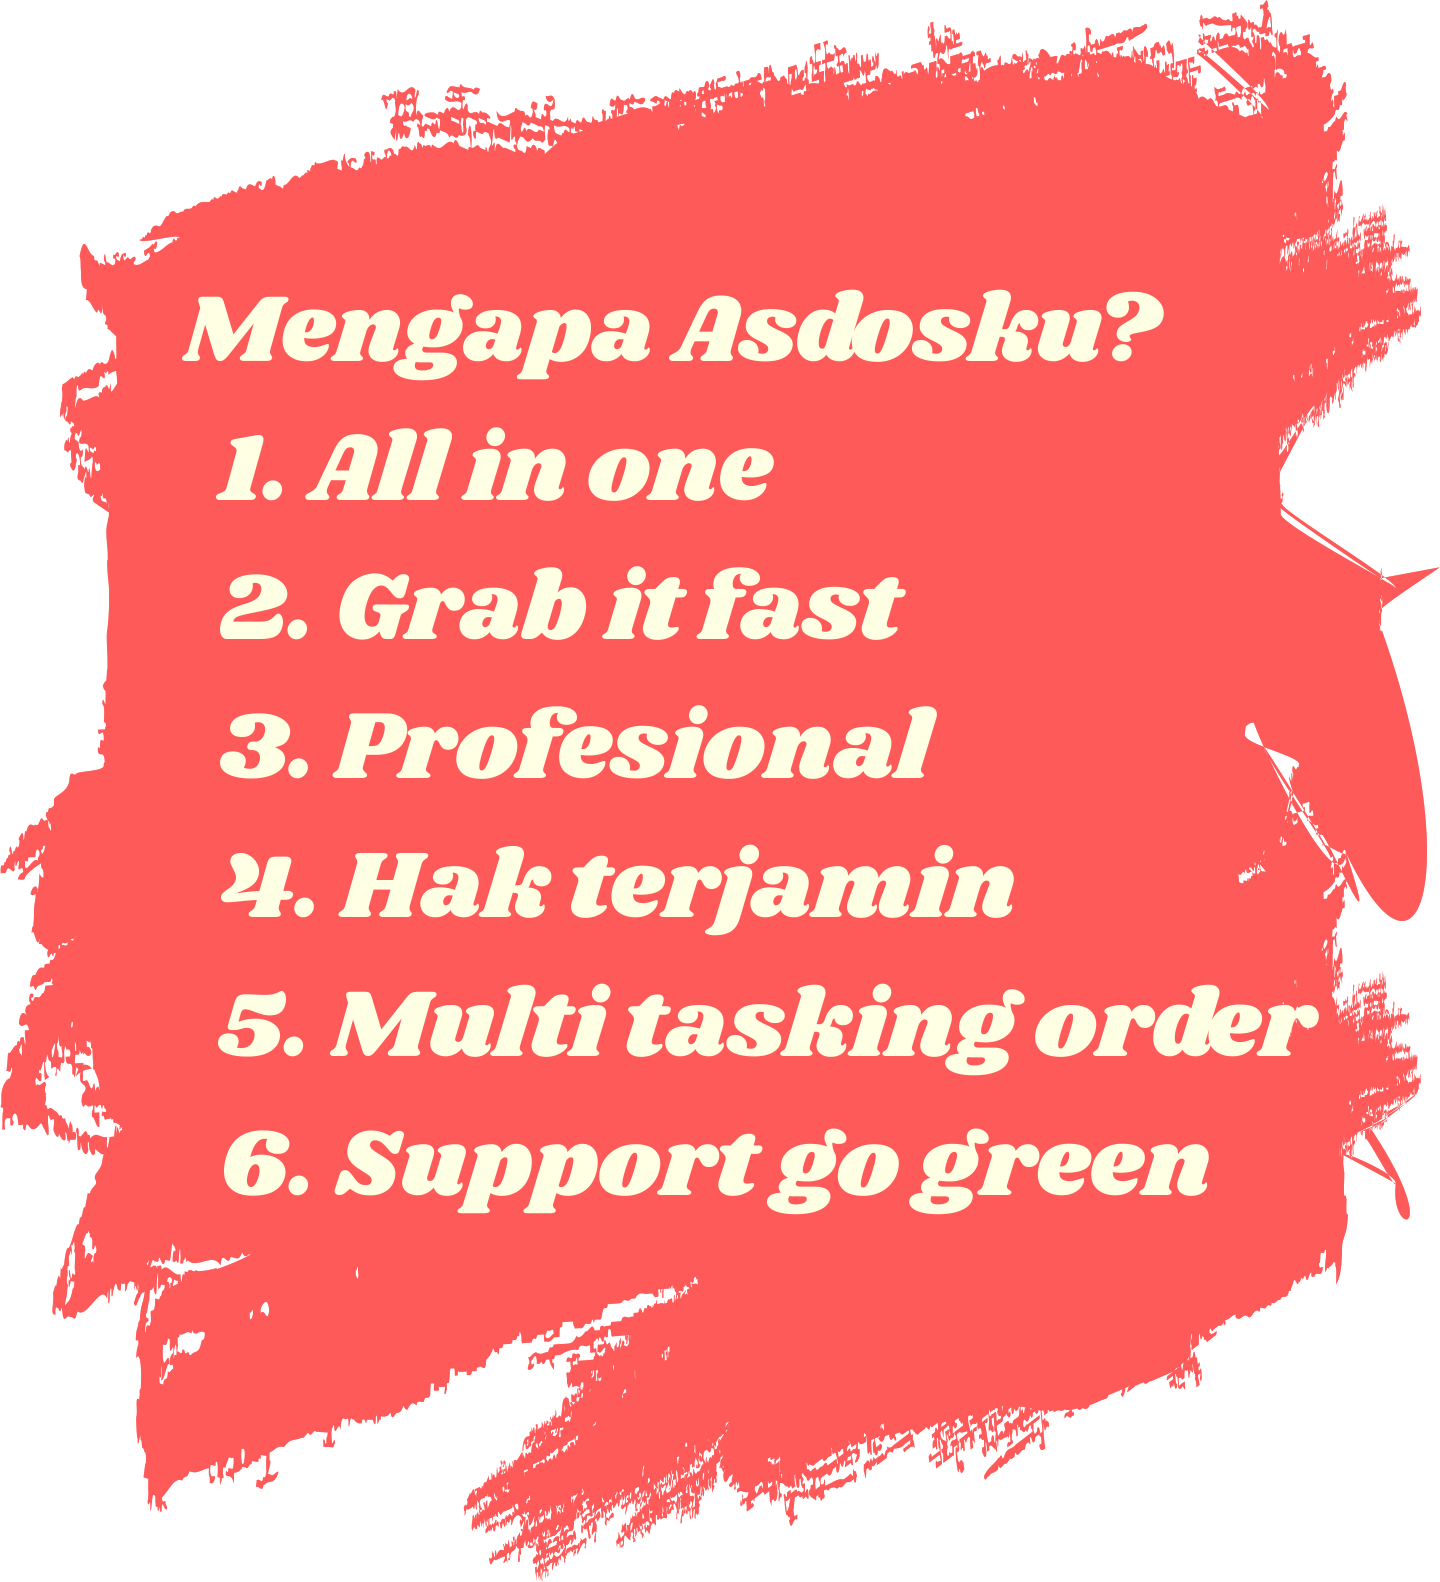 Mengapa Asdosku?
1. All in one
2. Grab it fast
3. Profesional
4. Hak terjamin
5. Multi tasking order
6. Support go green